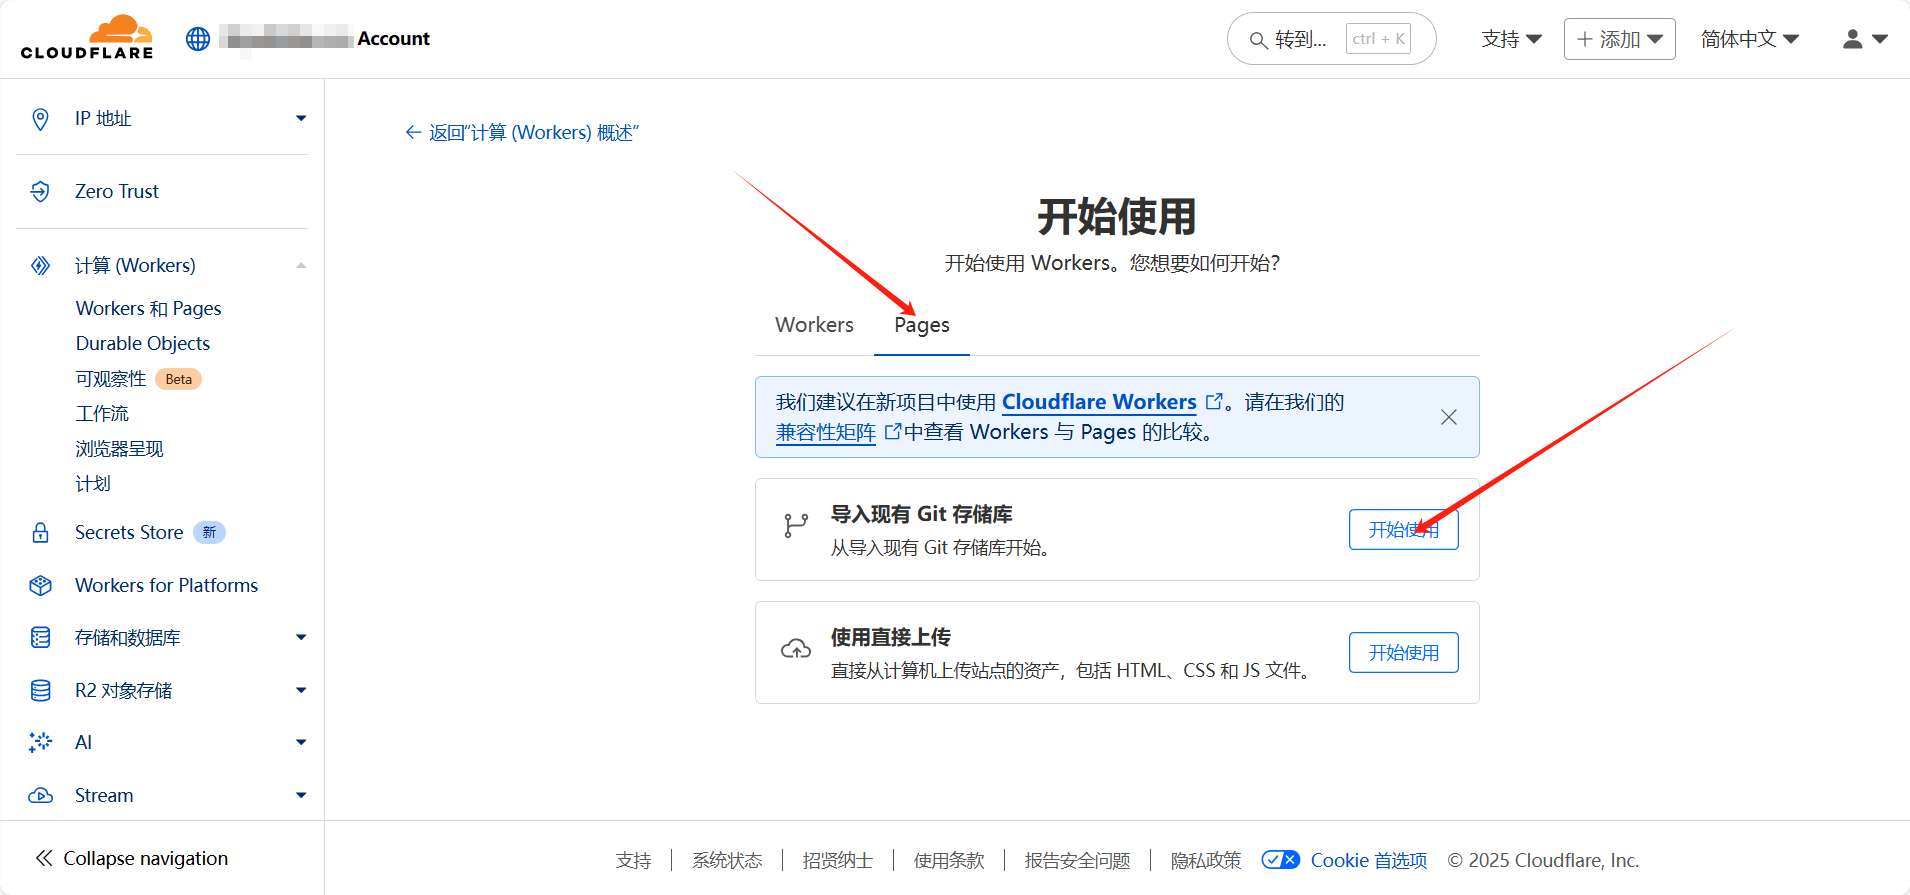 CLOUDFLARE
Account
转到...
ctrl + K
支持
添加
简体中文
IP 地址
Zero Trust
计算 (Workers)
Workers 和 Pages
Durable Objects
可观察性 Beta
工作流
浏览器呈现
计划
Secrets Store 新
Workers for Platforms
存储和数据库
R2 对象存储
AI
Stream
Collapse navigation
返回“计算 (Workers) 概述”
开始使用
开始使用 Workers。您想要如何开始？
Workers
Pages
我们建议在新项目中使用 Cloudflare Workers 。请在我们的
兼容性矩阵 中查看 Workers 与 Pages 的比较。
导入现有 Git 存储库
从导入现有 Git 存储库开始。
开始使用
使用直接上传
直接从计算机上传站点的资产，包括 HTML、CSS 和 JS 文件。
开始使用
支持
系统状态
招贤纳士
使用条款
报告安全问题
隐私政策
Cookie 首选项
© 2025 Cloudflare, Inc.